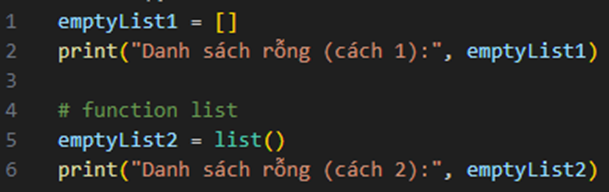 1 emptyList1 = []
2 print("Danh sách rỗng (cách 1):", emptyList1)
3
4 # function list
5 emptyList2 = list()
6 print("Danh sách rỗng (cách 2):", emptyList2)